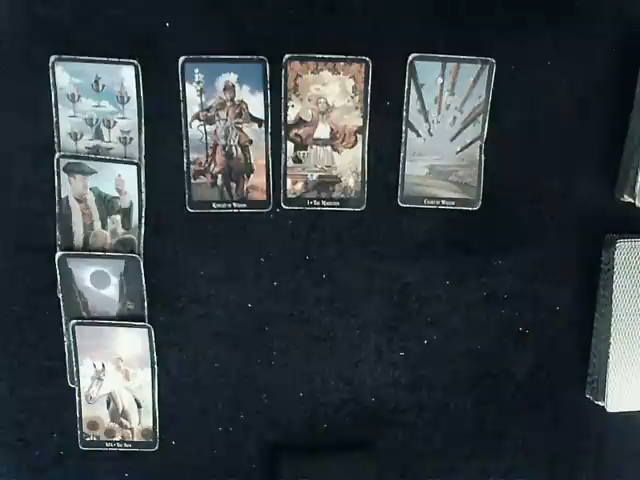 Knight of Wands
I • The Magician
Eight of Wands
XIX • The Sun